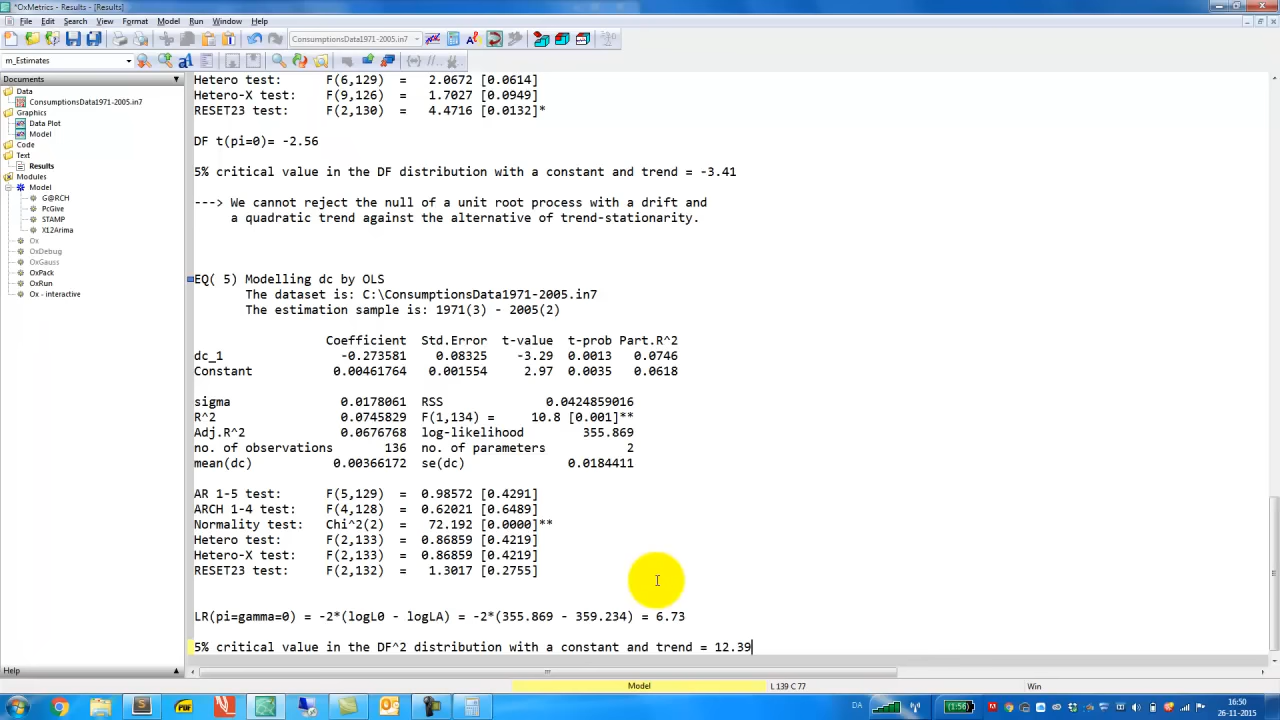 *OxMetrics - Results - [Results]
File Edit Search View Format Model Run Window Help
ConsumptionsData1971-2005.in7
m_Estimates
Documents
Data
ConsumptionsData1971-2005.in7
Graphics
Data Plot
Model
Code
Text
Results
Modules
Model
G@RCH
PcGive
STAMP
X12Arima
Ox
OxDebug
OxGauss
OxPack
OxRun
Ox - interactive
Help
Hetero test: F(6,129) = 2.0672 [0.0614]
Hetero-X test: F(9,126) = 1.7027 [0.0949]
RESET23 test: F(2,130) = 4.4716 [0.0132]*
DF t(pi=0)= -2.56
5% critical value in the DF distribution with a constant and trend = -3.41
---> We cannot reject the null of a unit root process with a drift and
a quadratic trend against the alternative of trend-stationarity.
EQ( 5) Modelling dc by OLS
The dataset is: C:\ConsumptionsData1971-2005.in7
The estimation sample is: 1971(3) - 2005(2)
Coefficient Std.Error t-value t-prob Part.R^2
dc_1 -0.273581 0.08325 -3.29 0.0013 0.0746
Constant 0.00461764 0.001554 2.97 0.0035 0.0618
sigma 0.0178061 RSS 0.0424859016
R^2 0.0745829 F(1,134) = 10.8 [0.001]**
Adj.R^2 0.0676768 log-likelihood 355.869
no. of observations 136 no. of parameters 2
mean(dc) 0.00366172 se(dc) 0.0184411
AR 1-5 test: F(5,129) = 0.98572 [0.4291]
ARCH 1-4 test: F(4,128) = 0.62021 [0.6489]
Normality test: Chi^2(2) = 72.192 [0.0000]**
Hetero test: F(2,133) = 0.86859 [0.4219]
Hetero-X test: F(2,133) = 0.86859 [0.4219]
RESET23 test: F(2,132) = 1.3017 [0.2755]
LR(pi=gamma=0) = -2*(logL0 - logLA) = -2*(355.869 - 359.234) = 6.73
5% critical value in the DF^2 distribution with a constant and trend = 12.39
Model L 139 C 77 Win
PDF
DA (1:56) 16:50
26-11-2015